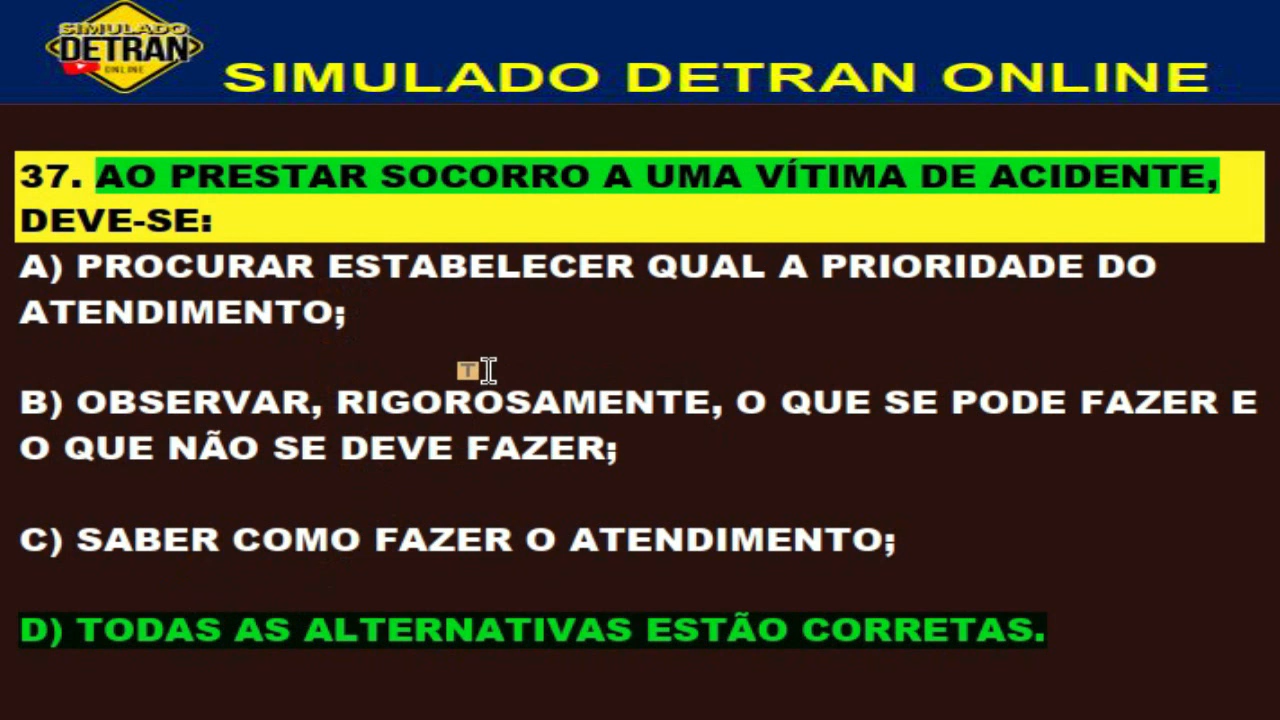 SIMULADO
DETRAN
ONLINE
SIMULADO DETRAN ONLINE
37. AO PRESTAR SOCORRO A UMA VÍTIMA DE ACIDENTE,
DEVE-SE:
A) PROCURAR ESTABELECER QUAL A PRIORIDADE DO
ATENDIMENTO;
T
B) OBSERVAR, RIGOROSAMENTE, O QUE SE PODE FAZER E
O QUE NÃO SE DEVE FAZER;
C) SABER COMO FAZER O ATENDIMENTO;
D) TODAS AS ALTERNATIVAS ESTÃO CORRETAS.